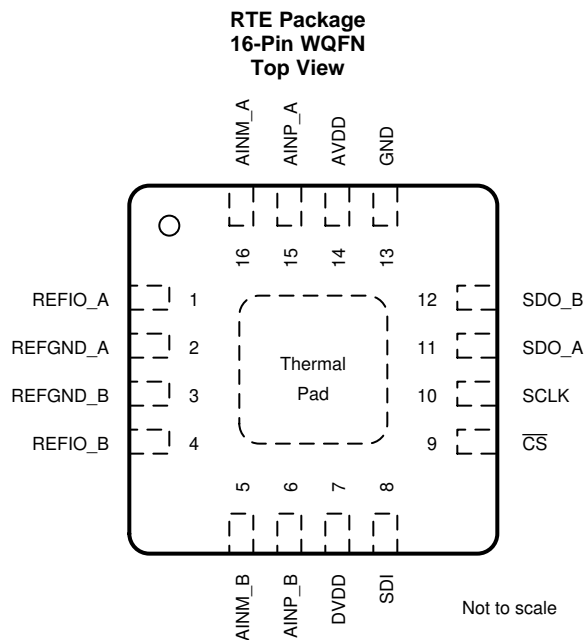 RTE Package
16-Pin WQFN
Top View
AINM_A
AINP_A
AVDD
GND
16
15
14
13
REFIO_A
1
12
SDO_B
REFGND_A
2
11
SDO_A
REFGND_B
3
10
SCLK
REFIO_B
4
9
CS
Thermal
Pad
5
6
7
8
AINM_B
AINP_B
DVDD
SDI
Not to scale